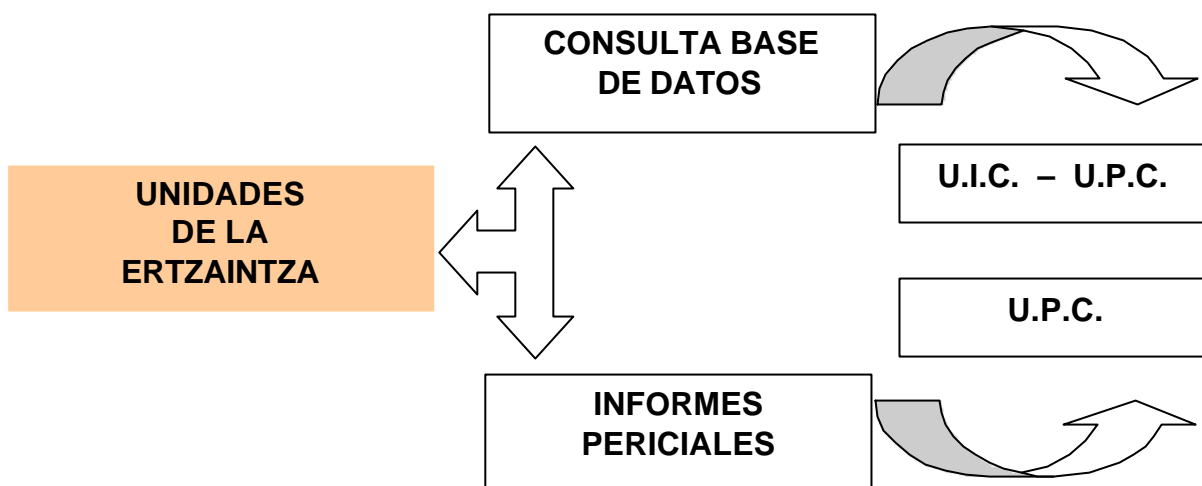 CONSULTA BASE
DE DATOS
UNIDADES
DE LA
ERTZAINTZA
U.I.C. – U.P.C.
U.P.C.
INFORMES
PERICIALES